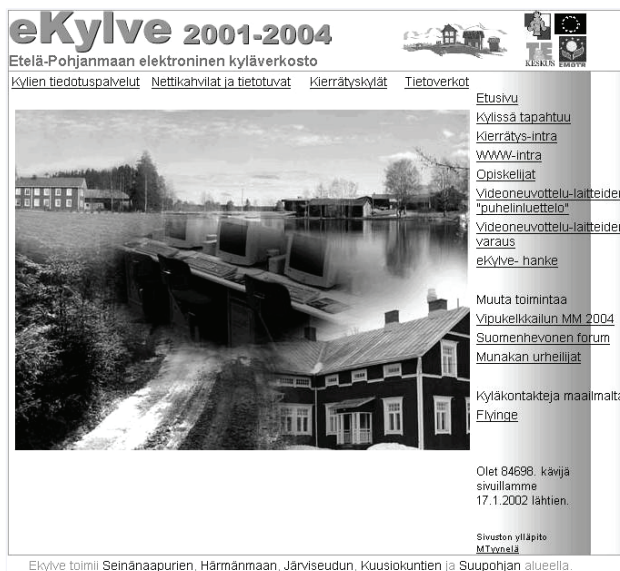 eKylve 2001-2004
Etelä-Pohjanmaan elektroninen kyläverkosto
T&E
KESKUS
EMOTR
Kylien tiedotuspalvelut Nettikahvilat ja tietotuvat Kierrätyskylät Tietoverkot
Etusivu
Kylissä tapahtuu
Kierrätys-intra
WWW-intra
Opiskelijat
Videoneuvottelu-laitteiden
"puhelinluettelo"
Videoneuvottelu-laitteiden
varaus
eKylve- hanke
Muuta toimintaa
Vipukelkkailun MM 2004
Suomenhevonen forum
Munakan urheilijat
Kyläkontakteja maailmalta
Flyinge
Olet 84698. kävijä
sivuillamme
17.1.2002 lähtien.
Sivuston ylläpito
MTyynelä
Ekylve toimii Seinänaapurien, Härmänmaan, Järviseudun, Kuusiokuntien ja Suupohjan alueella.